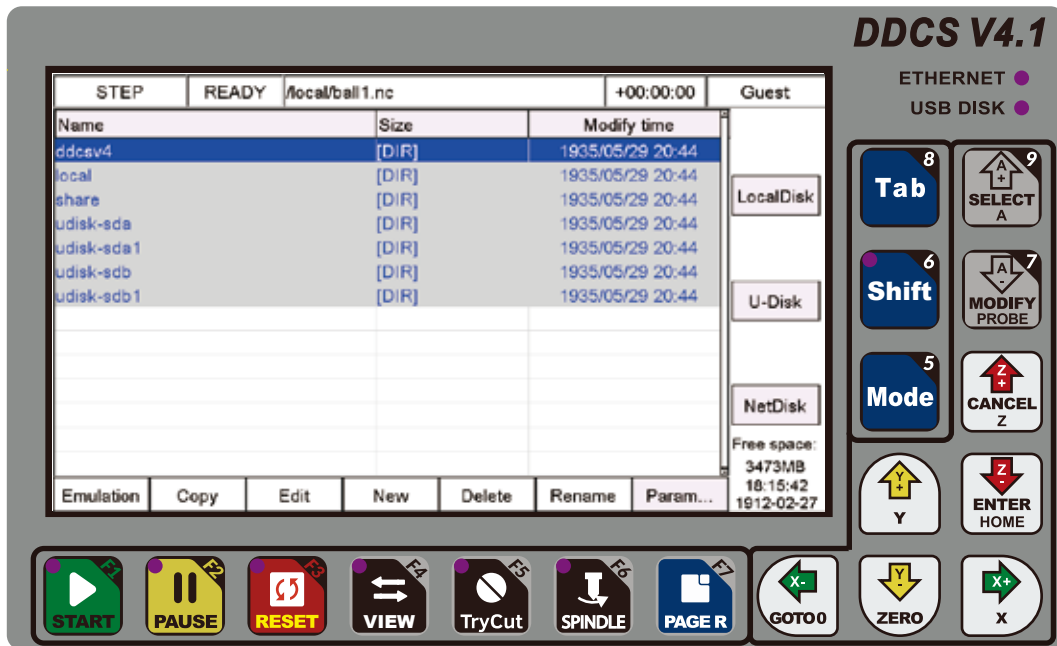 DDCS V4.1
ETHERNET
USB DISK
STEP READY /local/ball1.nc +00:00:00 Guest
Name Size Modify time
ddcsv4 [DIR] 1935/05/29 20:44
local [DIR] 1935/05/29 20:44
share [DIR] 1935/05/29 20:44
udisk-sda [DIR] 1935/05/29 20:44
udisk-sda1 [DIR] 1935/05/29 20:44
udisk-sdb [DIR] 1935/05/29 20:44
udisk-sdb1 [DIR] 1935/05/29 20:44
LocalDisk
U-Disk
NetDisk
Free space:
3473MB
18:15:42
1912-02-27
Emulation Copy Edit New Delete Rename Param...
8
Tab
9
A
+
SELECT
A
6
Shift
7
A
-
MODIFY
PROBE
5
Mode
Z
+
CANCEL
Z
Y
+
Y
Z
-
ENTER
HOME
F1
START
F2
PAUSE
F3
RESET
F4
VIEW
F5
TryCut
F6
SPINDLE
F7
PAGE R
X-
GOTO0
Y
-
ZERO
X+
X